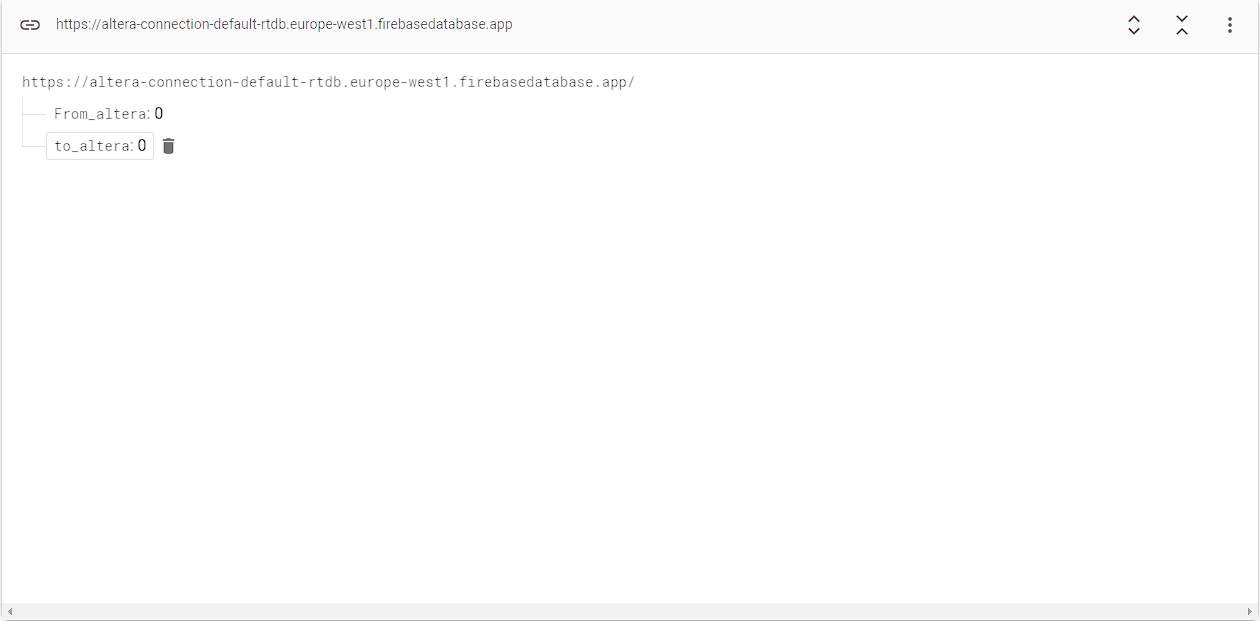 https://altera-connection-default-rtdb.europe-west1.firebasedatabase.app
https://altera-connection-default-rtdb.europe-west1.firebasedatabase.app/
From_altera: 0
to_altera: 0